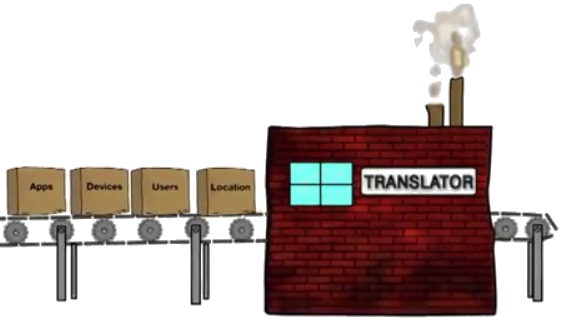 Apps
Devices
Users
Location
TRANSLATOR